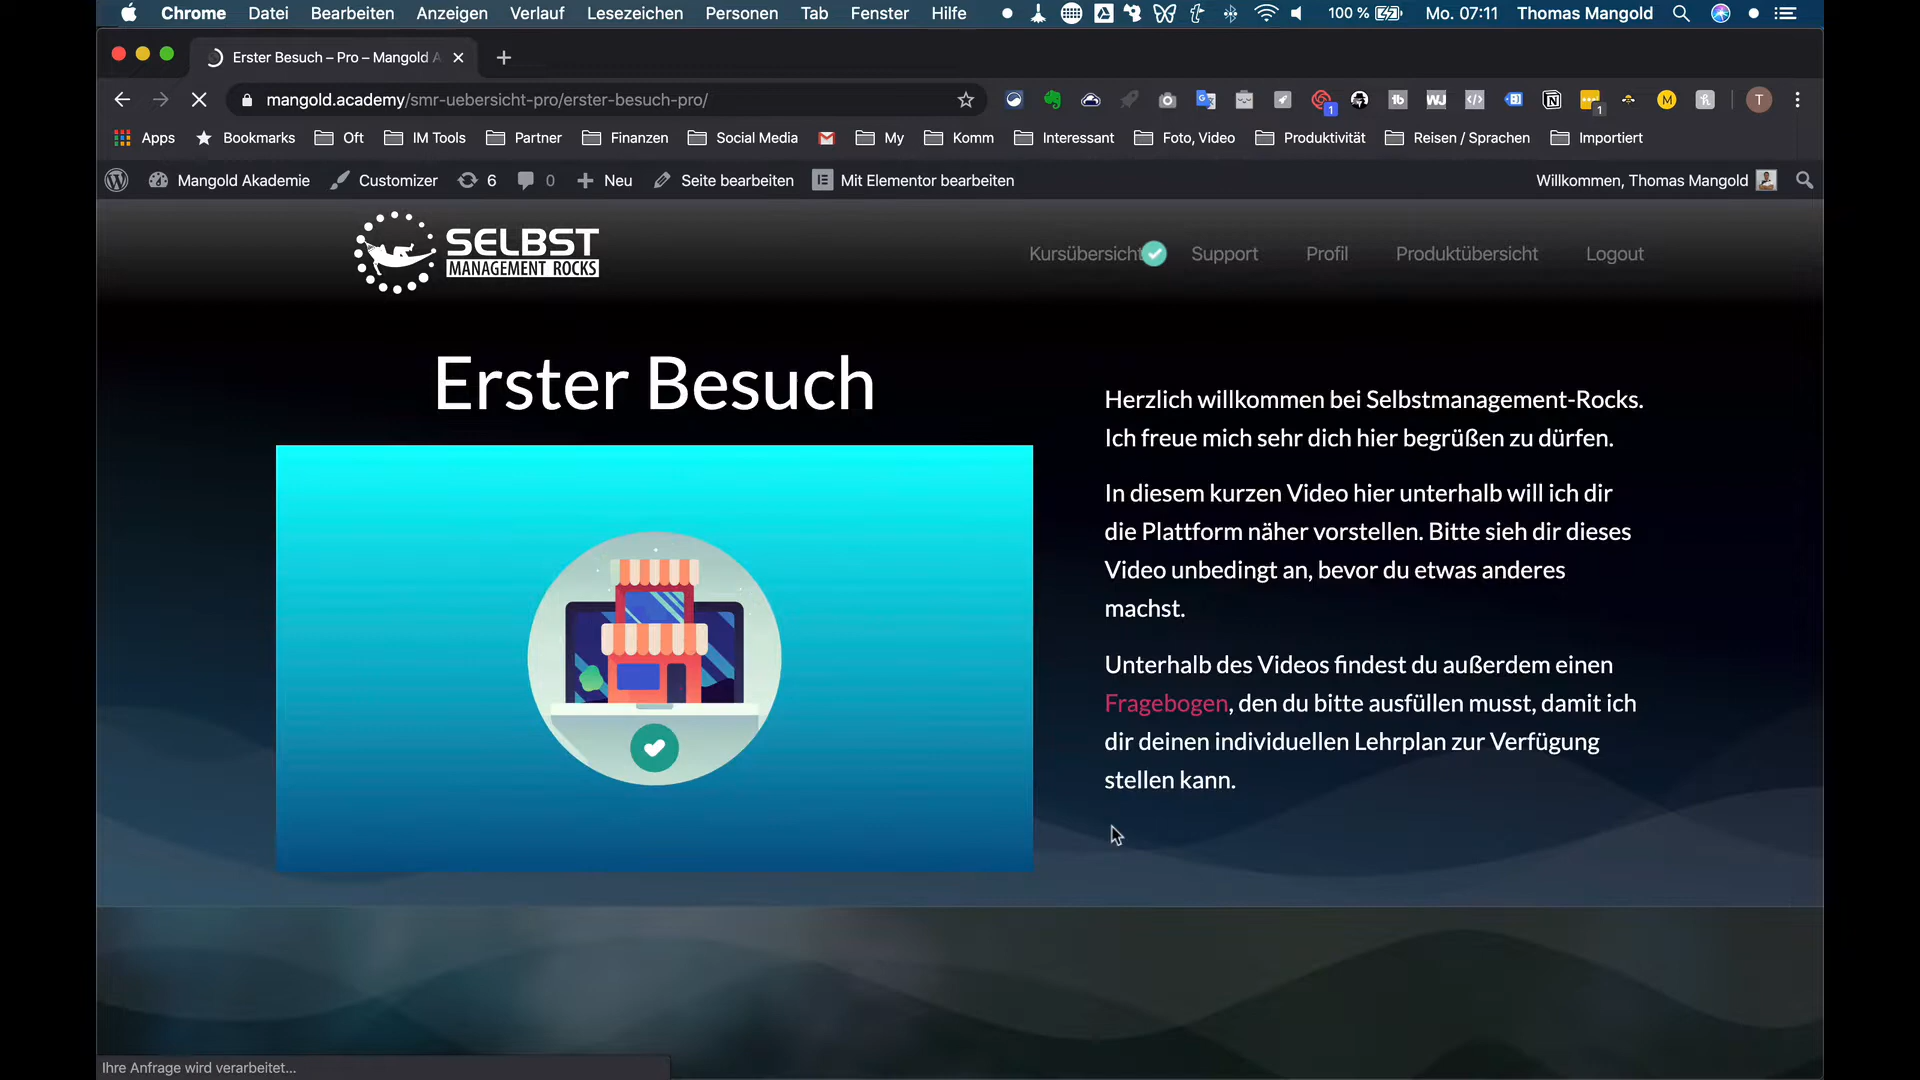 Chrome Datei Bearbeiten Anzeigen Verlauf Lesezeichen Personen Tab Fenster Hilfe 100 % Mo. 07:11 Thomas Mangold
Erster Besuch – Pro – Mangold A
mangold.academy/smr-uebersicht-pro/erster-besuch-pro/
Apps Bookmarks Oft IM Tools Partner Finanzen Social Media My Komm Interessant Foto, Video Produktivität Reisen / Sprachen Importiert
Mangold Akademie Customizer 6 0 Neu Seite bearbeiten Mit Elementor bearbeiten Willkommen, Thomas Mangold
SELBST
MANAGEMENT ROCKS
Kursübersicht Support Profil Produktübersicht Logout
Erster Besuch
Herzlich willkommen bei Selbstmanagement-Rocks.
Ich freue mich sehr dich hier begrüßen zu dürfen.
In diesem kurzen Video hier unterhalb will ich dir
die Plattform näher vorstellen. Bitte sieh dir dieses
Video unbedingt an, bevor du etwas anderes
machst.
Unterhalb des Videos findest du außerdem einen
Fragebogen, den du bitte ausfüllen musst, damit ich
dir deinen individuellen Lehrplan zur Verfügung
stellen kann.
Ihre Anfrage wird verarbeitet...